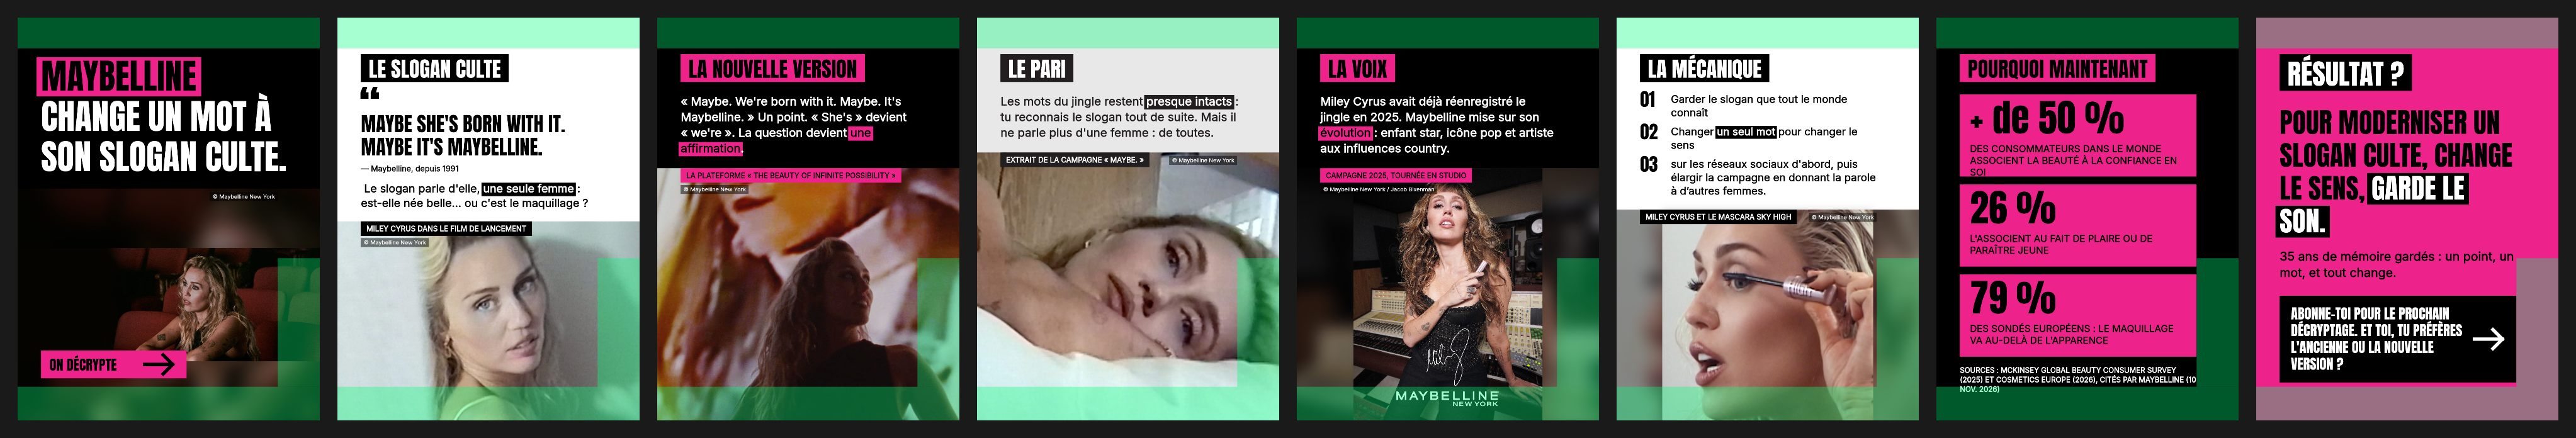 MAYBELLINE
CHANGE UN MOT À
SON SLOGAN CULTE.
© Maybelline New York
ON DÉCRYPTE
LE SLOGAN CULTE
“
MAYBE SHE'S BORN WITH IT.
MAYBE IT'S MAYBELLINE.
— Maybelline, depuis 1991
Le slogan parle d'elle, une seule femme :
est-elle née belle... ou c'est le maquillage ?
MILEY CYRUS DANS LE FILM DE LANCEMENT
© Maybelline New York
LA NOUVELLE VERSION
« Maybe. We're born with it. Maybe. It's
Maybelline. » Un point. « She's » devient
« we're ». La question devient une
affirmation.
LA PLATEFORME « THE BEAUTY OF INFINITE POSSIBILITY »
© Maybelline New York
LE PARI
Les mots du jingle restent presque intacts :
tu reconnais le slogan tout de suite. Mais il
ne parle plus d'une femme : de toutes.
EXTRAIT DE LA CAMPAGNE « MAYBE. »
© Maybelline New York
LA VOIX
Miley Cyrus avait déjà réenregistré le
jingle en 2025. Maybelline mise sur son
évolution : enfant star, icône pop et artiste
aux influences country.
CAMPAGNE 2025, TOURNÉE EN STUDIO
© Maybelline New York / Jacob Bixenman
MAYBELLINE
NEW YORK
LA MÉCANIQUE
01 Garder le slogan que tout le monde
connaît
02 Changer un seul mot pour changer le
sens
03 sur les réseaux sociaux d'abord, puis
élargir la campagne en donnant la parole
à d'autres femmes.
MILEY CYRUS ET LE MASCARA SKY HIGH
© Maybelline New York
POURQUOI MAINTENANT
+ de 50 %
DES CONSOMMATEURS DANS LE MONDE
ASSOCIENT LA BEAUTÉ À LA CONFIANCE EN
SOI
26 %
L'ASSOCIENT AU FAIT DE PLAIRE OU DE
PARAÎTRE JEUNE
79 %
DES SONDÉS EUROPÉENS : LE MAQUILLAGE
VA AU-DELÀ DE L'APPARENCE
SOURCES : MCKINSEY GLOBAL BEAUTY CONSUMER SURVEY
(2025) ET COSMETICS EUROPE (2026), CITÉS PAR MAYBELLINE (10
NOV. 2026)
RÉSULTAT ?
POUR MODERNISER UN
SLOGAN CULTE, CHANGE
LE SENS, GARDE LE
SON.
35 ans de mémoire gardés : un point, un
mot, et tout change.
ABONNE-TOI POUR LE PROCHAIN
DÉCRYPTAGE. ET TOI, TU PRÉFÈRES
L'ANCIENNE OU LA NOUVELLE
VERSION ?